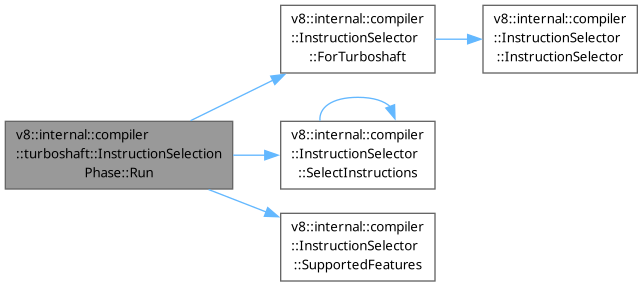 v8::internal::compiler
::turboshaft::InstructionSelection
Phase::Run
v8::internal::compiler
::InstructionSelector
::ForTurboshaft
v8::internal::compiler
::InstructionSelector
::InstructionSelector
v8::internal::compiler
::InstructionSelector
::SelectInstructions
v8::internal::compiler
::InstructionSelector
::SupportedFeatures